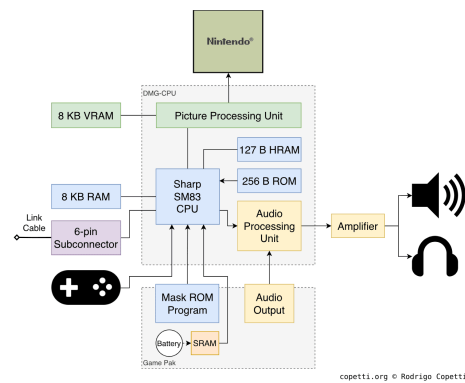 Nintendo®
DMG-CPU
8 KB VRAM
Picture Processing Unit
127 B HRAM
8 KB RAM
Sharp
SM83
CPU
256 B ROM
Link
Cable
6-pin
Subconnector
Audio
Processing
Unit
Amplifier
Mask ROM
Program
Audio
Output
Battery
SRAM
Game Pak
copetti.org © Rodrigo Copetti